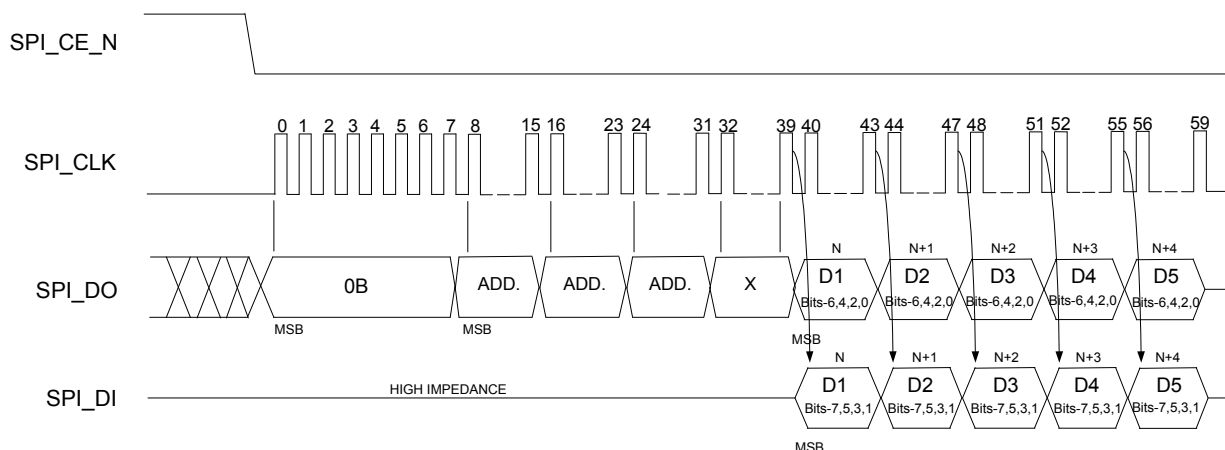 SPI_CE_N
0 1 2 3 4 5 6 7 8 15 16 23 24 31 32 39 40 43 44 47 48 51 52 55 56 59
SPI_CLK
N N+1 N+2 N+3 N+4
SPI_DO 0B ADD. ADD. ADD. X D1 D2 D3 D4 D5
Bits-6,4,2,0 Bits-6,4,2,0 Bits-6,4,2,0 Bits-6,4,2,0 Bits-6,4,2,0
MSB MSB MSB
N N+1 N+2 N+3 N+4
HIGH IMPEDANCE
SPI_DI D1 D2 D3 D4 D5
Bits-7,5,3,1 Bits-7,5,3,1 Bits-7,5,3,1 Bits-7,5,3,1 Bits-7,5,3,1
MSB